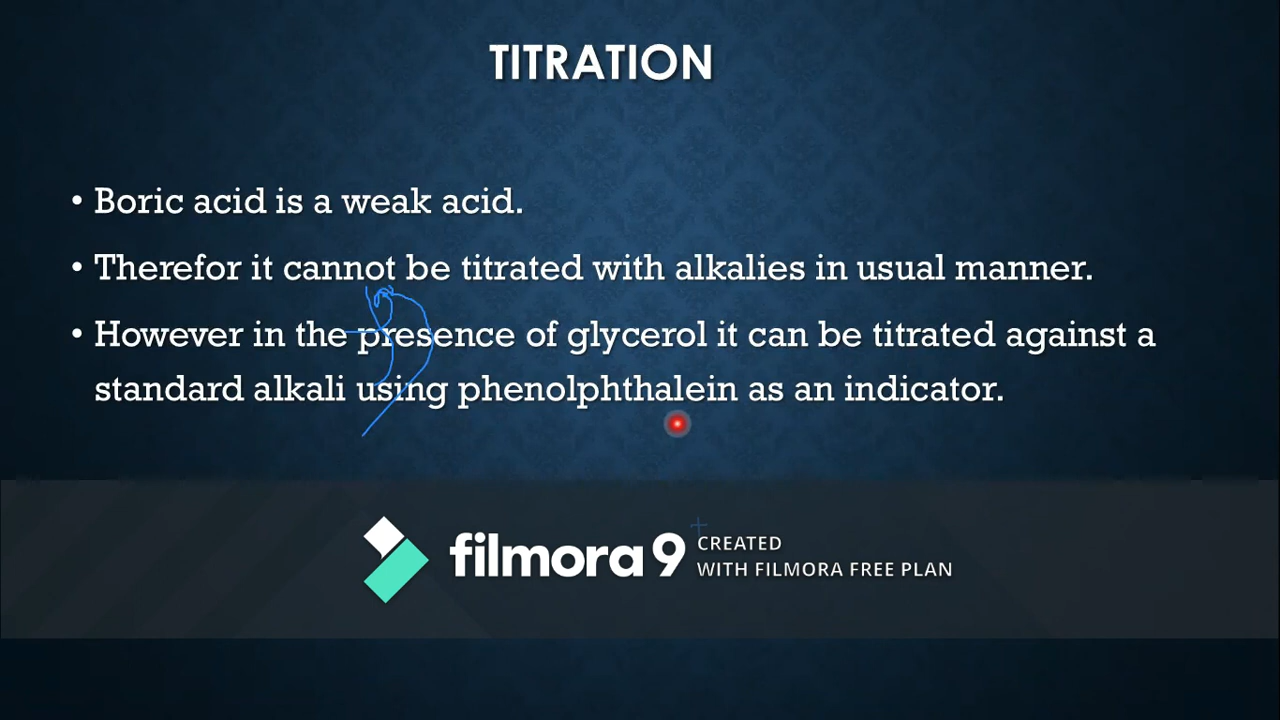 TITRATION
• Boric acid is a weak acid.
• Therefor it cannot be titrated with alkalies in usual manner.
• However in the presence of glycerol it can be titrated against a
standard alkali using phenolphthalein as an indicator.
filmora 9
CREATED
WITH FILMORA FREE PLAN